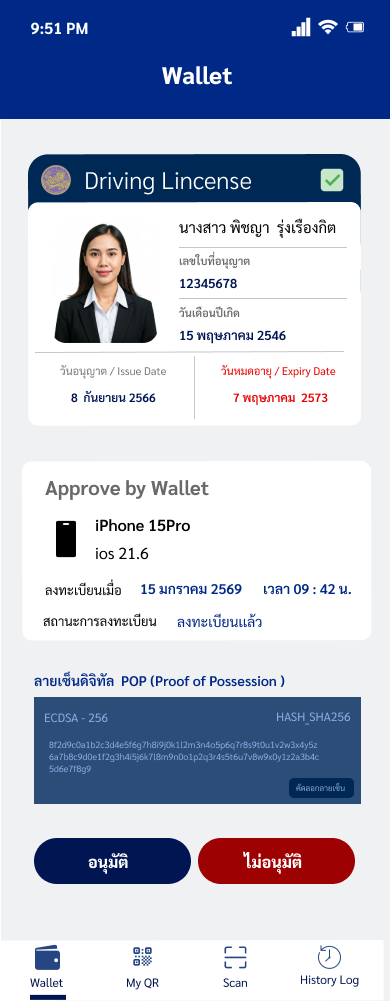 9:51 PM
Wallet
Driving Lincense
นางสาว พิชญา รุ่งเรืองกิต
เลขใบที่อนุญาต
12345678
วันเดือนปีเกิด
15 พฤษภาคม 2546
วันอนุญาต / Issue Date
วันหมดอายุ / Expiry Date
8 กันยายน 2566
7 พฤษภาคม 2573
Approve by Wallet
iPhone 15Pro
ios 21.6
ลงทะเบียนเมื่อ 15 มกราคม 2569 เวลา 09 : 42 น.
สถานะการลงทะเบียน ลงทะเบียนแล้ว
ลายเซ็นดิจิทัล POP (Proof of Possession )
ECDSA - 256
HASH_SHA256
8f2d9c0a1b2c3d4e5f6g7h8i9j0k1l2m3n4o5p6q7r8s9t0u1v2w3x4y5z
6a7b8c9d0e1f2g3h4i5j6k7l8m9n0o1p2q3r4s5t6u7v8w9x0y1z2a3b4c
5d6e7f8g9
คัดลอกลายเซ็น
อนุมัติ
ไม่อนุมัติ
Wallet
My QR
Scan
History Log